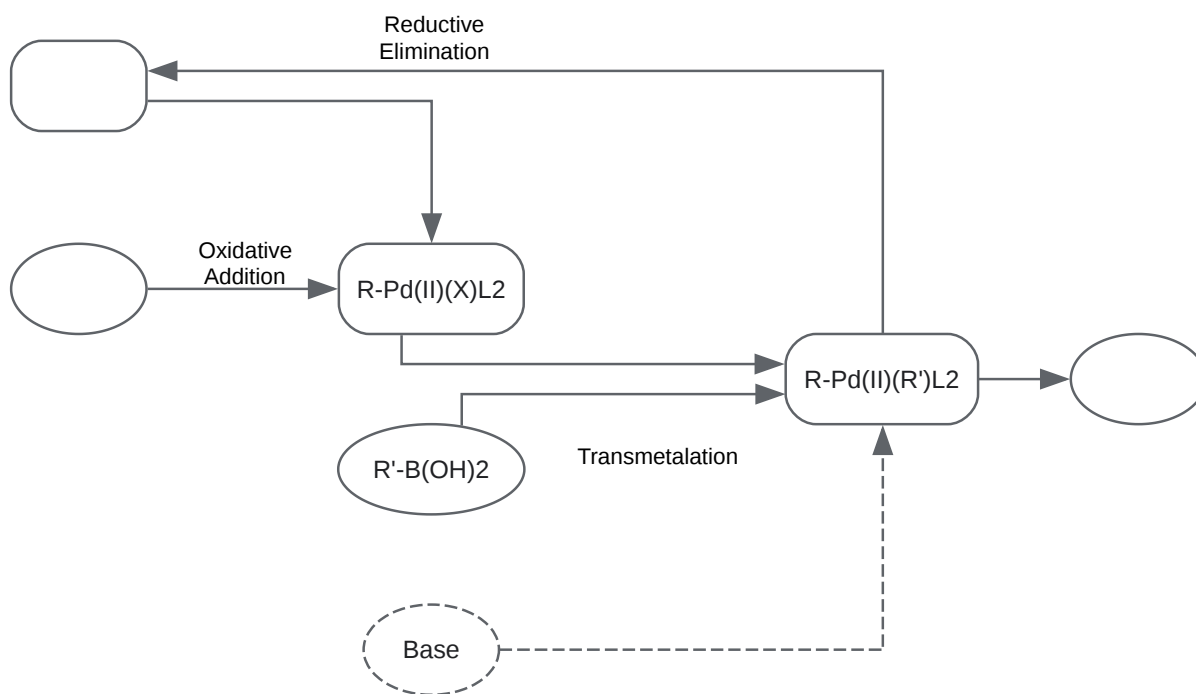 Reductive
Elimination
Oxidative
Addition
R-Pd(II)(X)L2
R-Pd(II)(R')L2
R'-B(OH)2
Transmetalation
Base